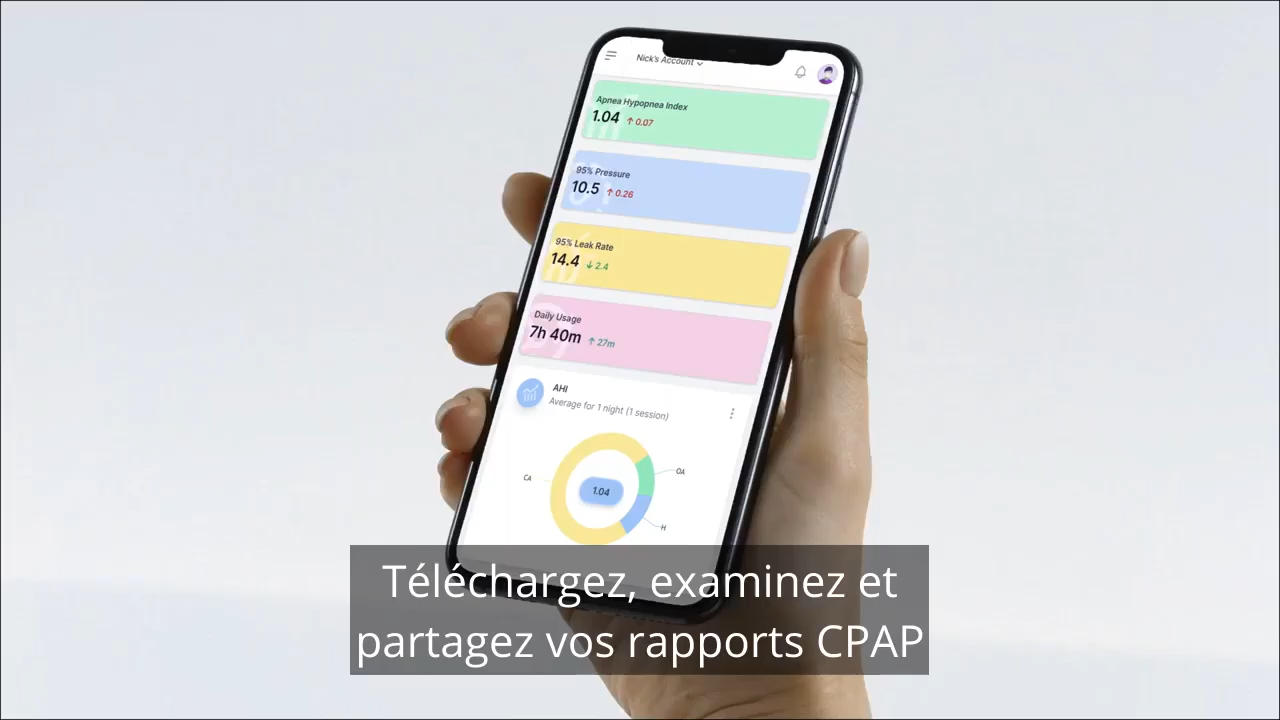 Nick's Account
Apnea Hypopnea Index
1.04 ↑ 0.07
95% Pressure
10.5 ↑ 0.26
95% Leak Rate
14.4 ↓ 2.4
Daily Usage
7h 40m ↑ 27m
AHI
Average for 1 night (1 session)
CA
OA
1.04
H
Téléchargez, examinez et
partagez vos rapports CPAP